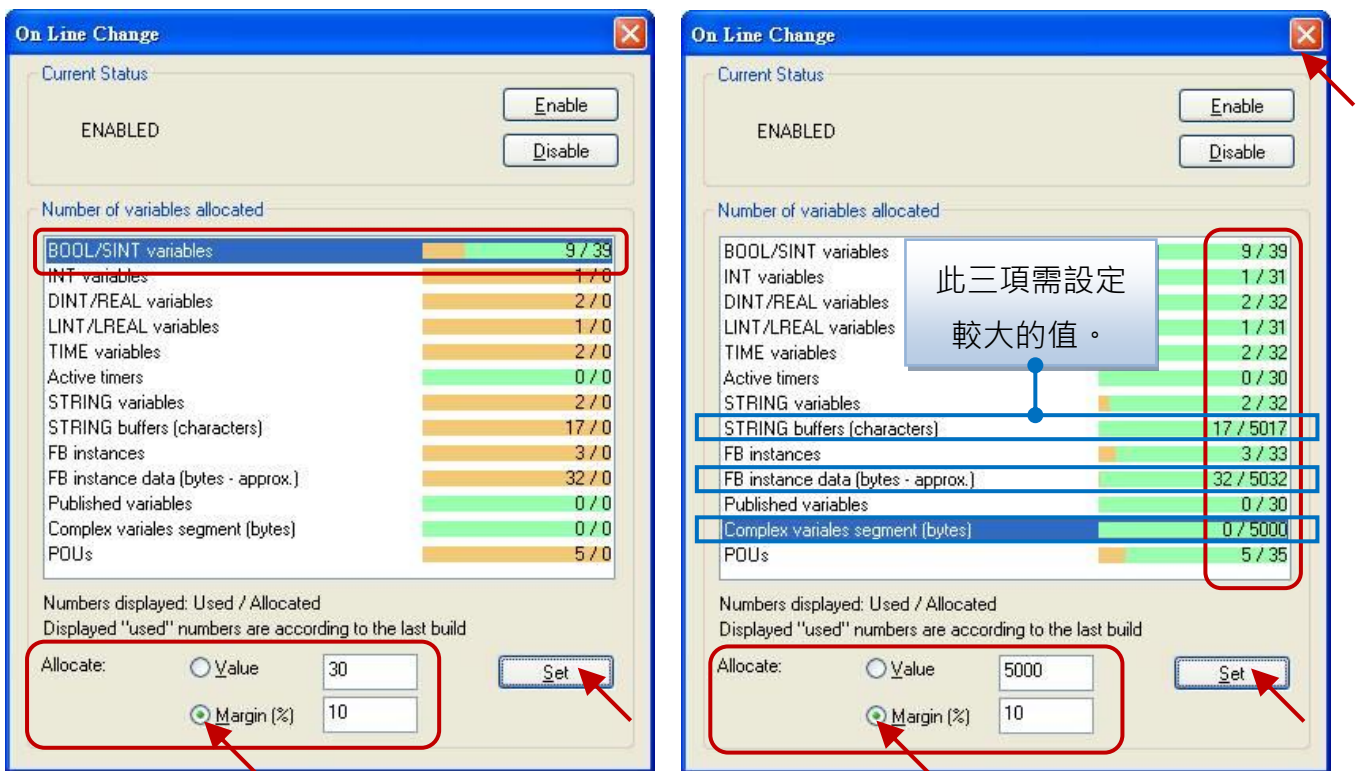 On Line Change
Current Status
Enable
ENABLED
Disable
Number of variables allocated
BOOL/SINT variables 9 / 39
INT variables 1 / 0
DINT/REAL variables 2 / 0
LINT/LREAL variables 1 / 0
TIME variables 2 / 0
Active timers 0 / 0
STRING variables 2 / 0
STRING buffers (characters) 17 / 0
FB instances 3 / 0
FB instance data (bytes - approx.) 32 / 0
Published variables 0 / 0
Complex variales segment (bytes) 0 / 0
POUs 5 / 0
Numbers displayed: Used / Allocated
Displayed "used" numbers are according to the last build
Allocate: Value 30 Set
Margin (%) 10
On Line Change
Current Status
Enable
ENABLED
Disable
Number of variables allocated
BOOL/SINT variables 9 / 39
INT variables 1 / 31
DINT/REAL variables 2 / 32
LINT/LREAL variables 1 / 31
TIME variables 2 / 32
Active timers 0 / 30
STRING variables 2 / 32
STRING buffers (characters) 17 / 5017
FB instances 3 / 33
FB instance data (bytes - approx.) 32 / 5032
Published variables 0 / 30
Complex variales segment (bytes) 0 / 5000
POUs 5 / 35
此三項需設定
較大的值。
Numbers displayed: Used / Allocated
Displayed "used" numbers are according to the last build
Allocate: Value 5000 Set
Margin (%) 10